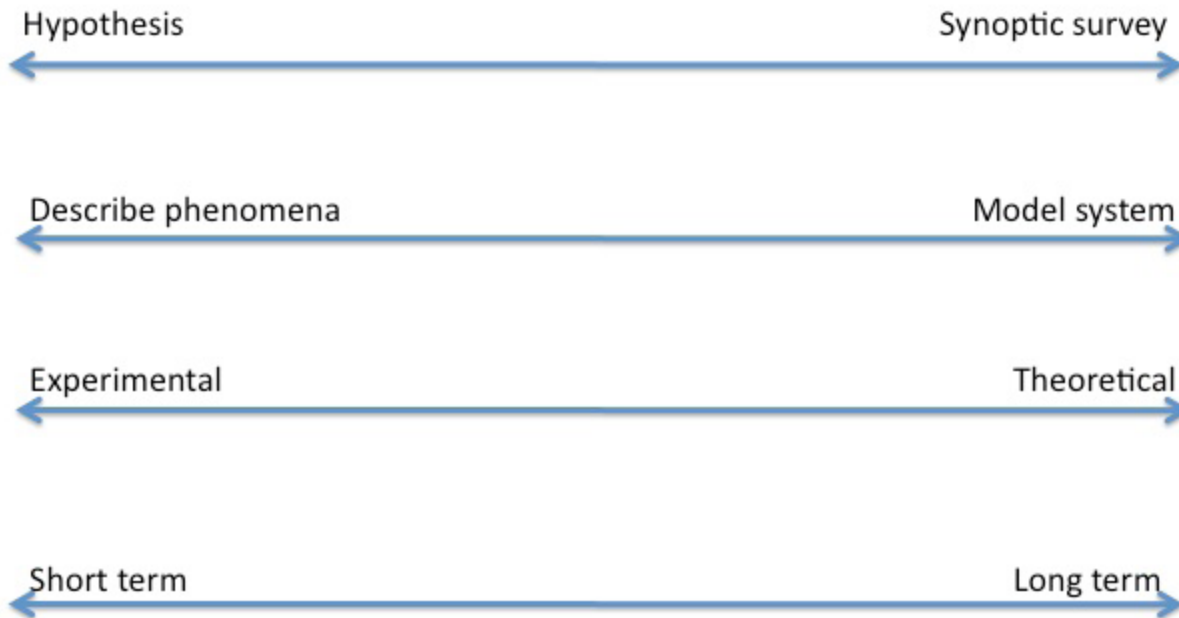 Hypothesis Synoptic survey
Describe phenomena Model system
Experimental Theoretical
Short term Long term